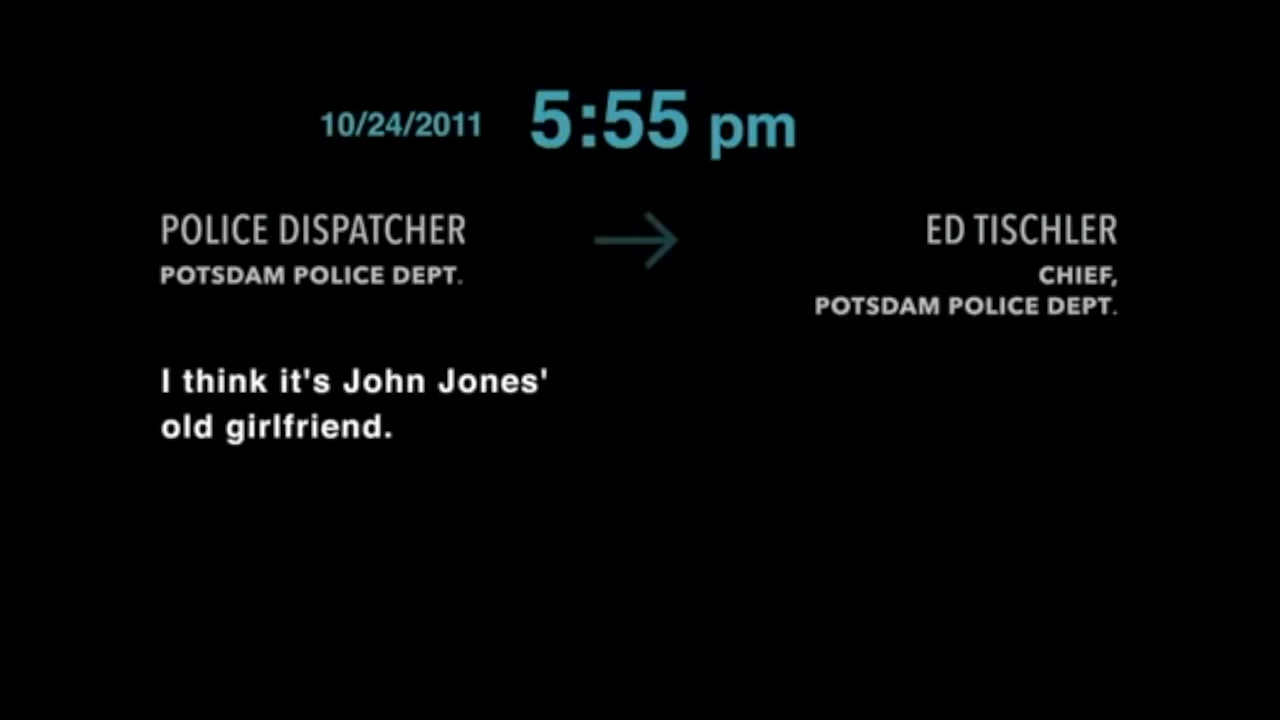 10/24/2011 5:55 pm
POLICE DISPATCHER
POTSDAM POLICE DEPT.
→
ED TISCHLER
CHIEF,
POTSDAM POLICE DEPT.
I think it's John Jones'
old girlfriend.